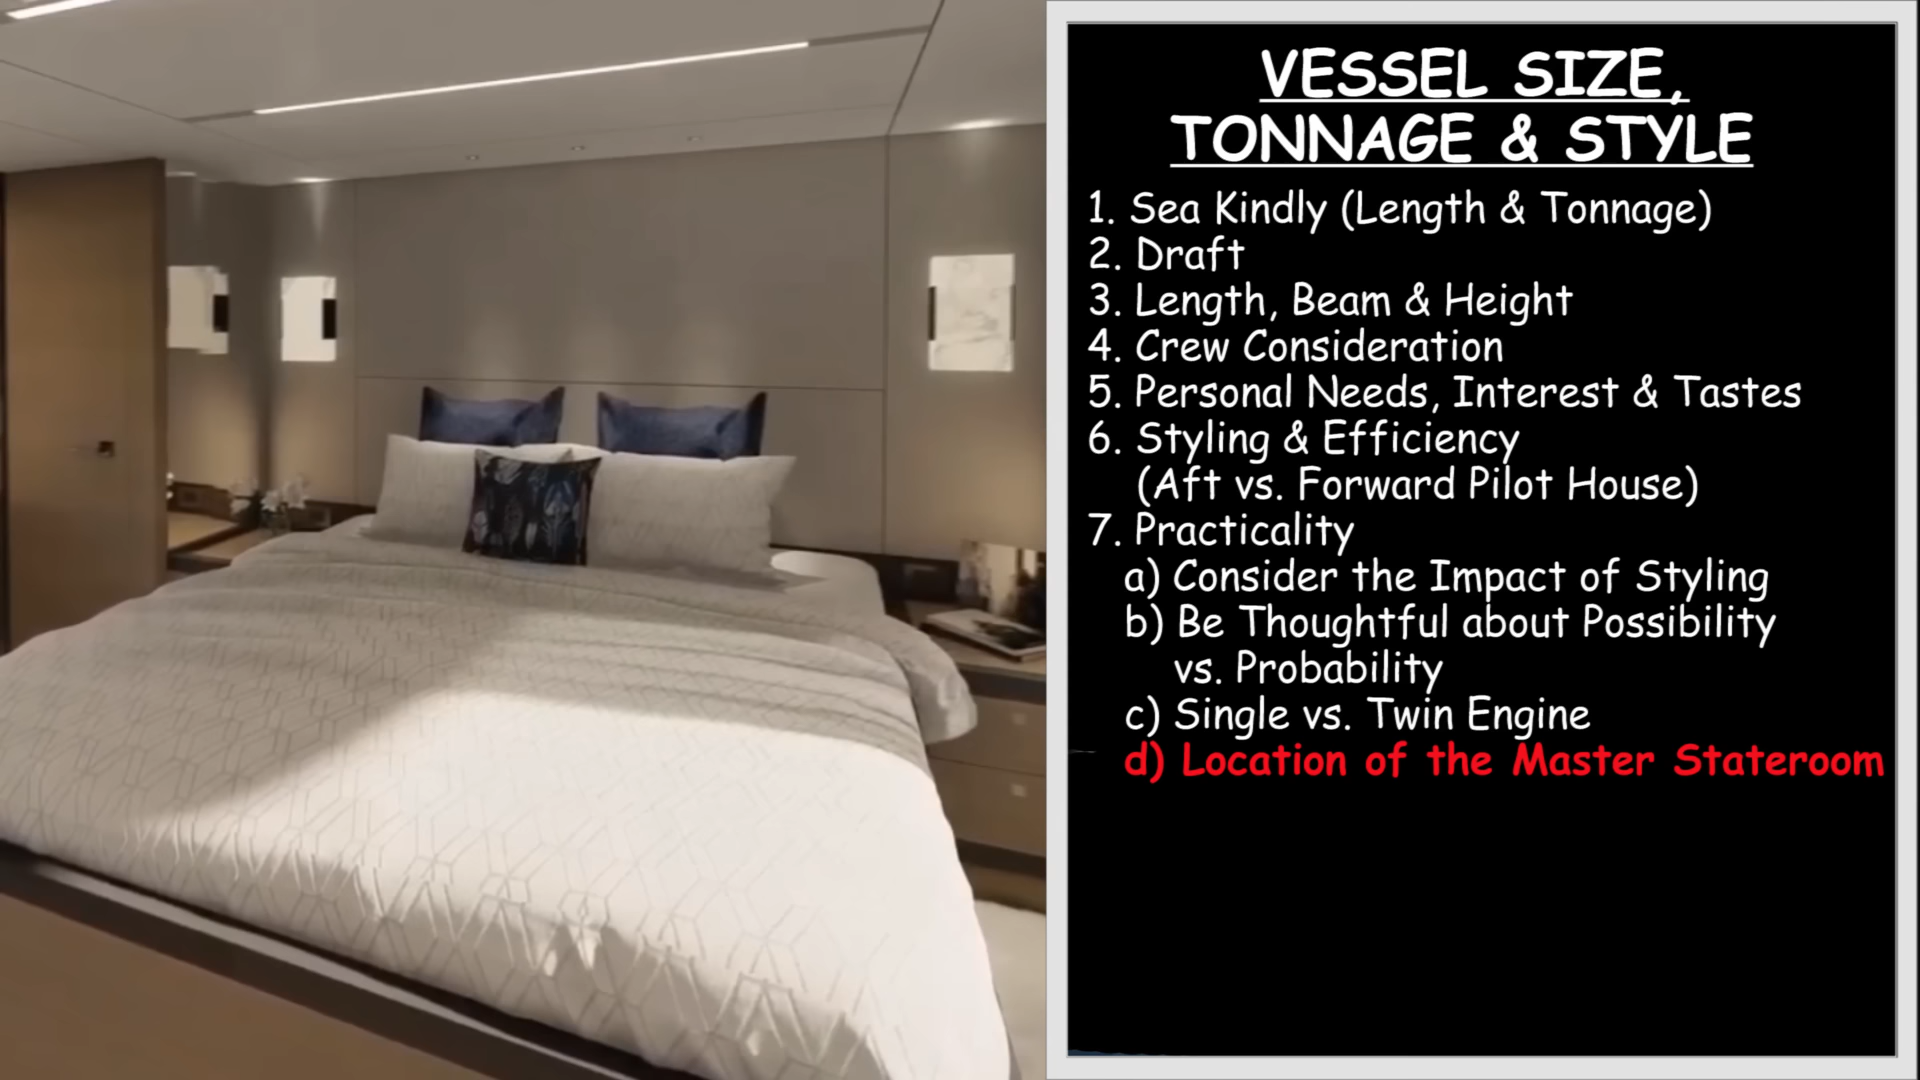 VESSEL SIZE,
TONNAGE & STYLE
1. Sea Kindly (Length & Tonnage)
2. Draft
3. Length, Beam & Height
4. Crew Consideration
5. Personal Needs, Interest & Tastes
6. Styling & Efficiency
(Aft vs. Forward Pilot House)
7. Practicality
a) Consider the Impact of Styling
b) Be Thoughtful about Possibility
vs. Probability
c) Single vs. Twin Engine
d) Location of the Master Stateroom